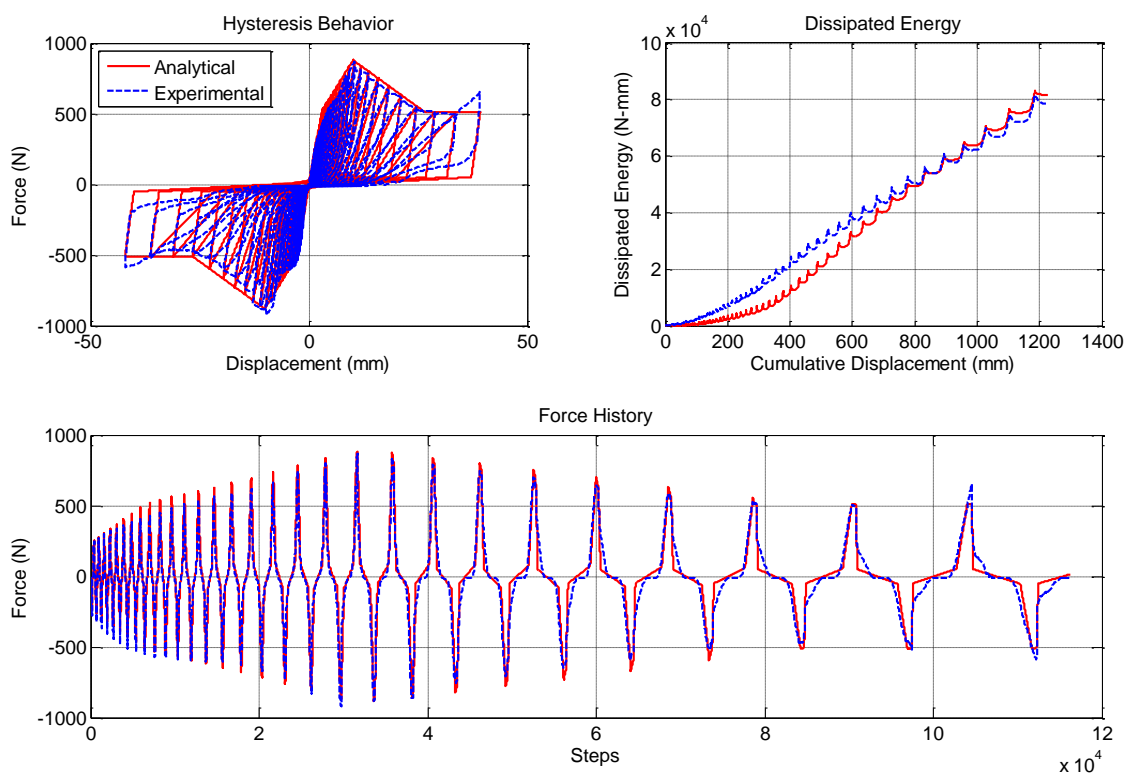 Hysteresis Behavior
1000
500
0
-500
-1000
-50
0
50
Force (N)
Displacement (mm)
Analytical
Experimental
Dissipated Energy
x 10^4
10
8
6
4
2
0
0
200
400
600
800
1000
1200
1400
Dissipated Energy (N-mm)
Cumulative Displacement (mm)
Force History
1000
500
0
-500
-1000
0
2
4
6
8
10
12
Force (N)
Steps
x 10^4